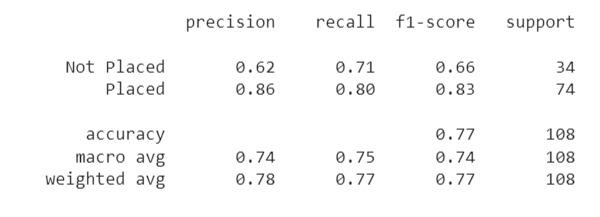 precision recall f1-score support
Not Placed 0.62 0.71 0.66 34
Placed 0.86 0.80 0.83 74
accuracy 0.77 108
macro avg 0.74 0.75 0.74 108
weighted avg 0.78 0.77 0.77 108